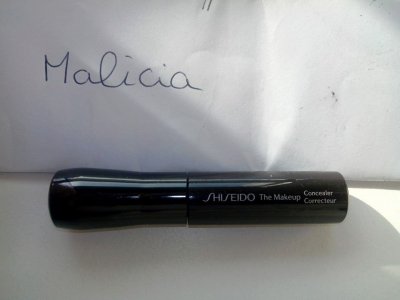 Malicia
SHISEIDO The Makeup Concealer
Correcteur